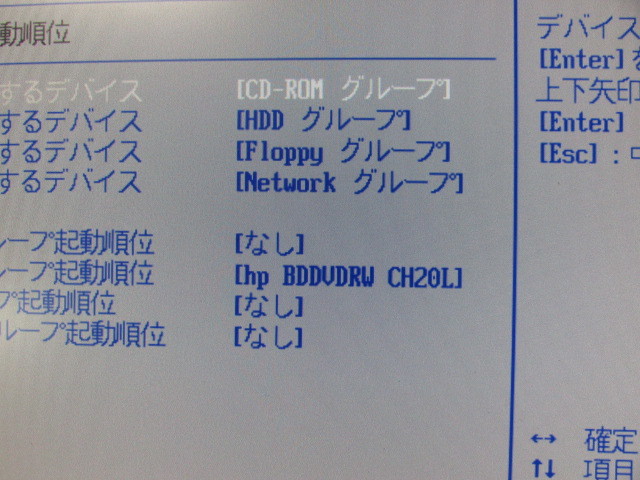 動順位
するデバイス [CD-ROM グループ]
するデバイス [HDD グループ]
するデバイス [Floppy グループ]
するデバイス [Network グループ]
ループ起動順位 [なし]
ループ起動順位 [hp BDDVDRW CH20L]
プ起動順位 [なし]
ループ起動順位 [なし]
デバイス
[Enter]を
上下矢印
[Enter]
[Esc] : 中
↔ 確定
↑↓ 項目